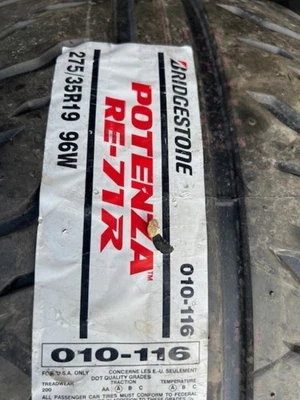 BRIDGESTONE
POTENZA™
RE-71R
275/35R19 96W
010-116
010-116
FOR U.S.A. ONLY CONCERNE LES E.-U. SEULEMENT
DOT QUALITY GRADES
TREADWEAR TRACTION TEMPERATURE
200 AA A B C A B C
ALL PASSENGER CAR TIRES MUST CONFORM TO FEDERAL